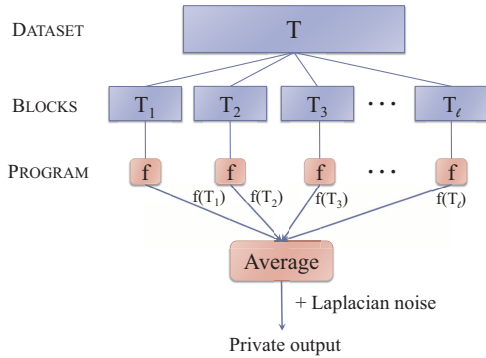 DATASET T
BLOCKS T₁ T₂ T₃ ••• Tℓ
PROGRAM f f f ••• f
f(T₁) f(T₂) f(T₃) f(Tℓ)
Average
+ Laplacian noise
Private output